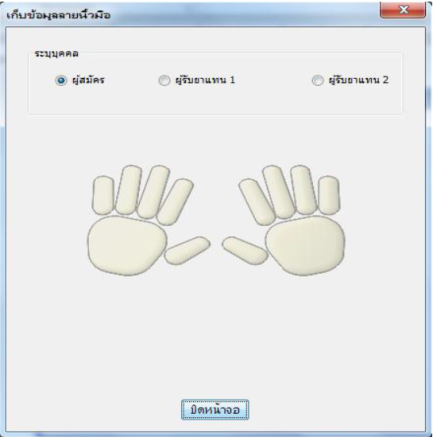 เก็บข้อมูลลายนิ้วมือ
ระบุบุคคล
ผู้สมัคร ผู้รับยาแทน 1 ผู้รับยาแทน 2
ปิดหน้าจอ